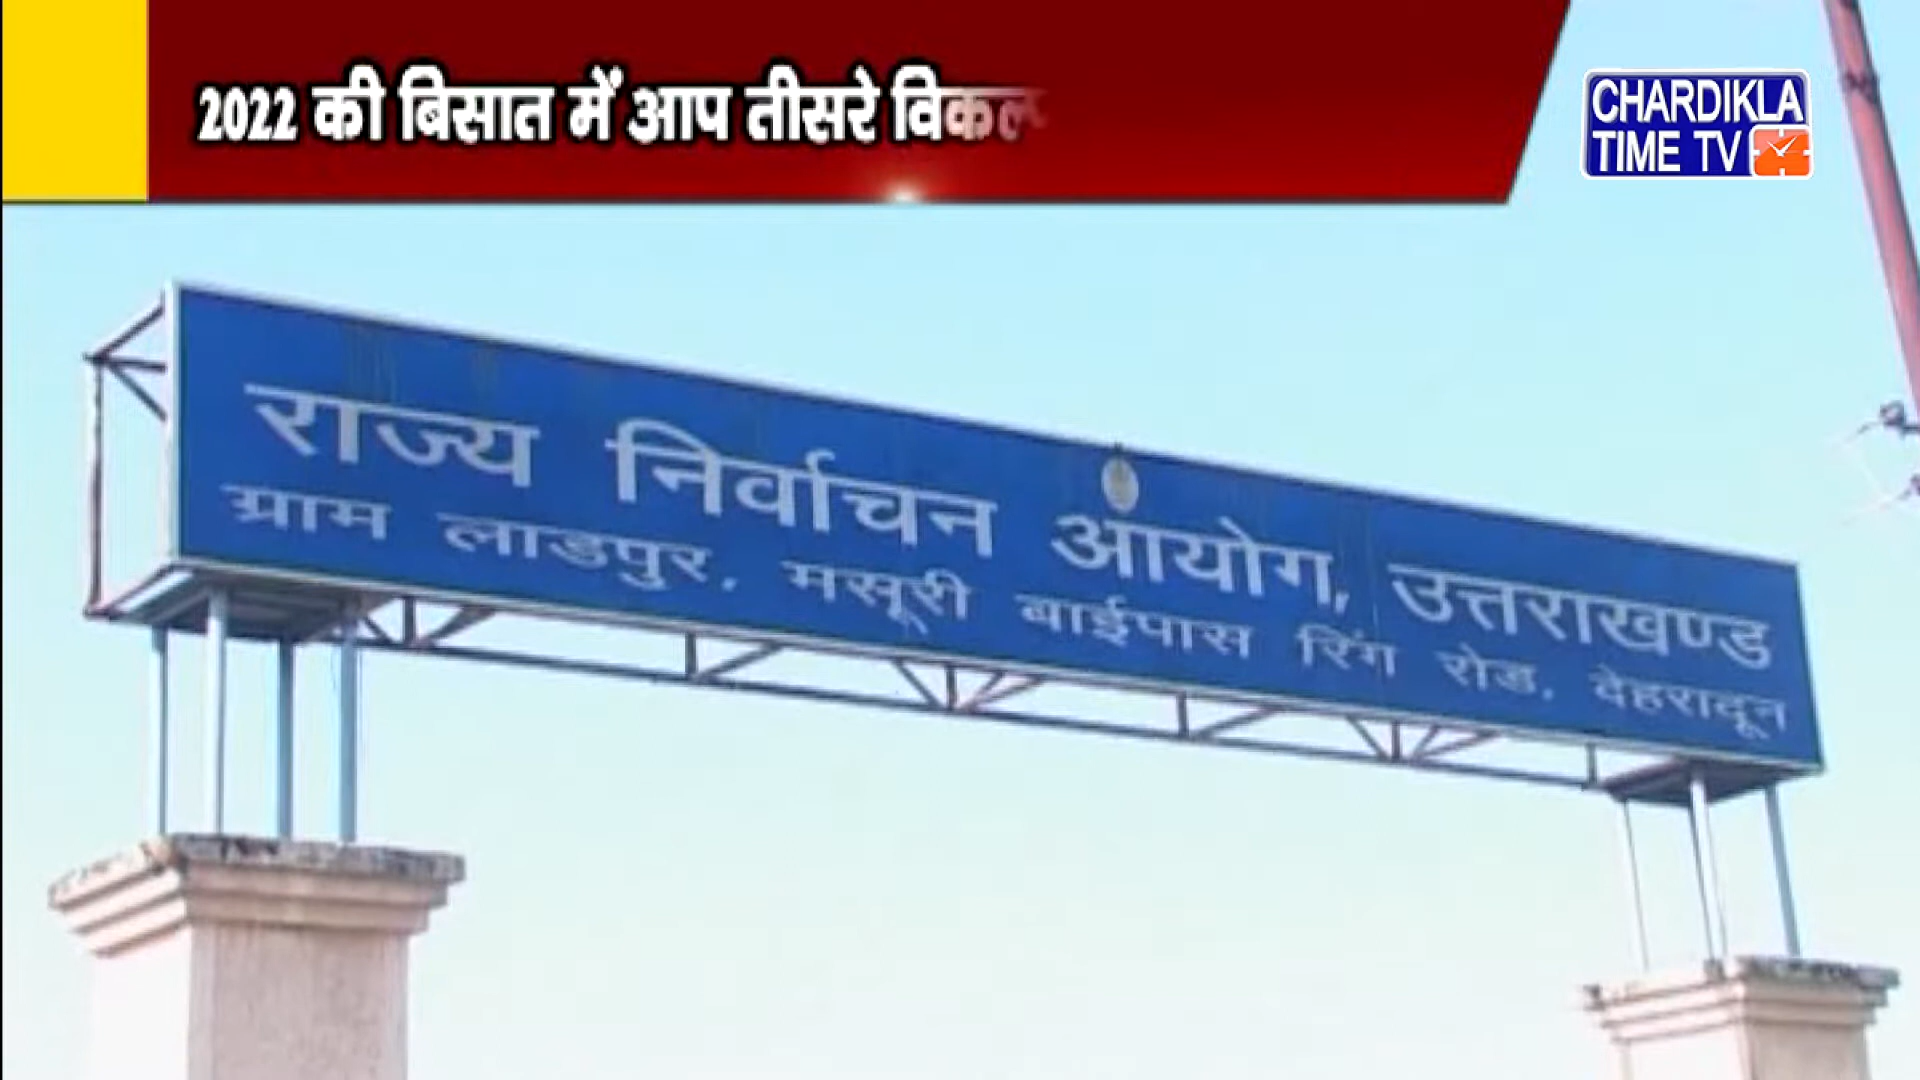 2022 की बिसात में आप तीसरे
CHARDIKLA
TIME TV
राज्य निर्वाचन आयोग, उत्तराखण्ड
ग्राम लाडपुर, मसूरी बाईपास रिंग रोड, देहरादून